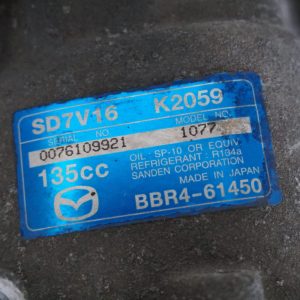 SD7V16 K2059
SERIAL NO. MODEL NO.
0076109921 1077
135cc OIL SP-10 OR EQUIV.
REFRIGERANT: R134a
SANDEN CORPORATION
MADE IN JAPAN
BBR4-61450